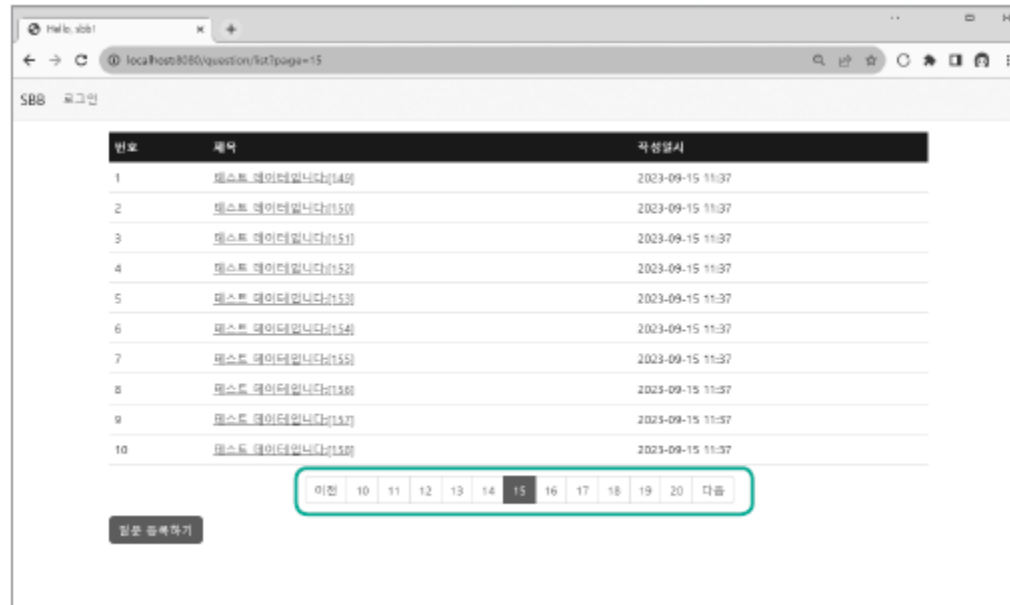 Hello, sbb!
localhost:8080/question/list?page=15
SBB 로그인
번호 제목 작성일시
1 테스트 데이터입니다:[149] 2023-09-15 11:37
2 테스트 데이터입니다:[150] 2023-09-15 11:37
3 테스트 데이터입니다:[151] 2023-09-15 11:37
4 테스트 데이터입니다:[152] 2023-09-15 11:37
5 테스트 데이터입니다:[153] 2023-09-15 11:37
6 테스트 데이터입니다:[154] 2023-09-15 11:37
7 테스트 데이터입니다:[155] 2023-09-15 11:37
8 테스트 데이터입니다:[156] 2023-09-15 11:37
9 테스트 데이터입니다:[157] 2023-09-15 11:37
10 테스트 데이터입니다:[158] 2023-09-15 11:37
이전 10 11 12 13 14 15 16 17 18 19 20 다음
질문 등록하기